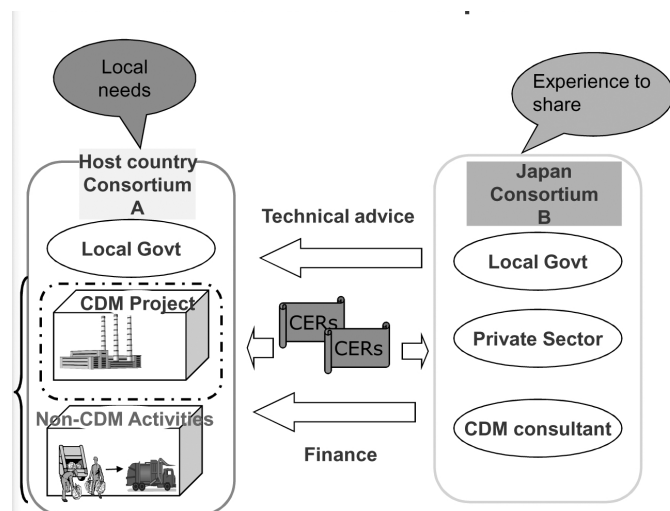 Local
needs
Experience to
share
Host country
Consortium
A
Japan
Consortium
B
Technical advice
Local Govt
Local Govt
CDM Project
CERs
CERs
Private Sector
Non-CDM Activities
CDM consultant
Finance